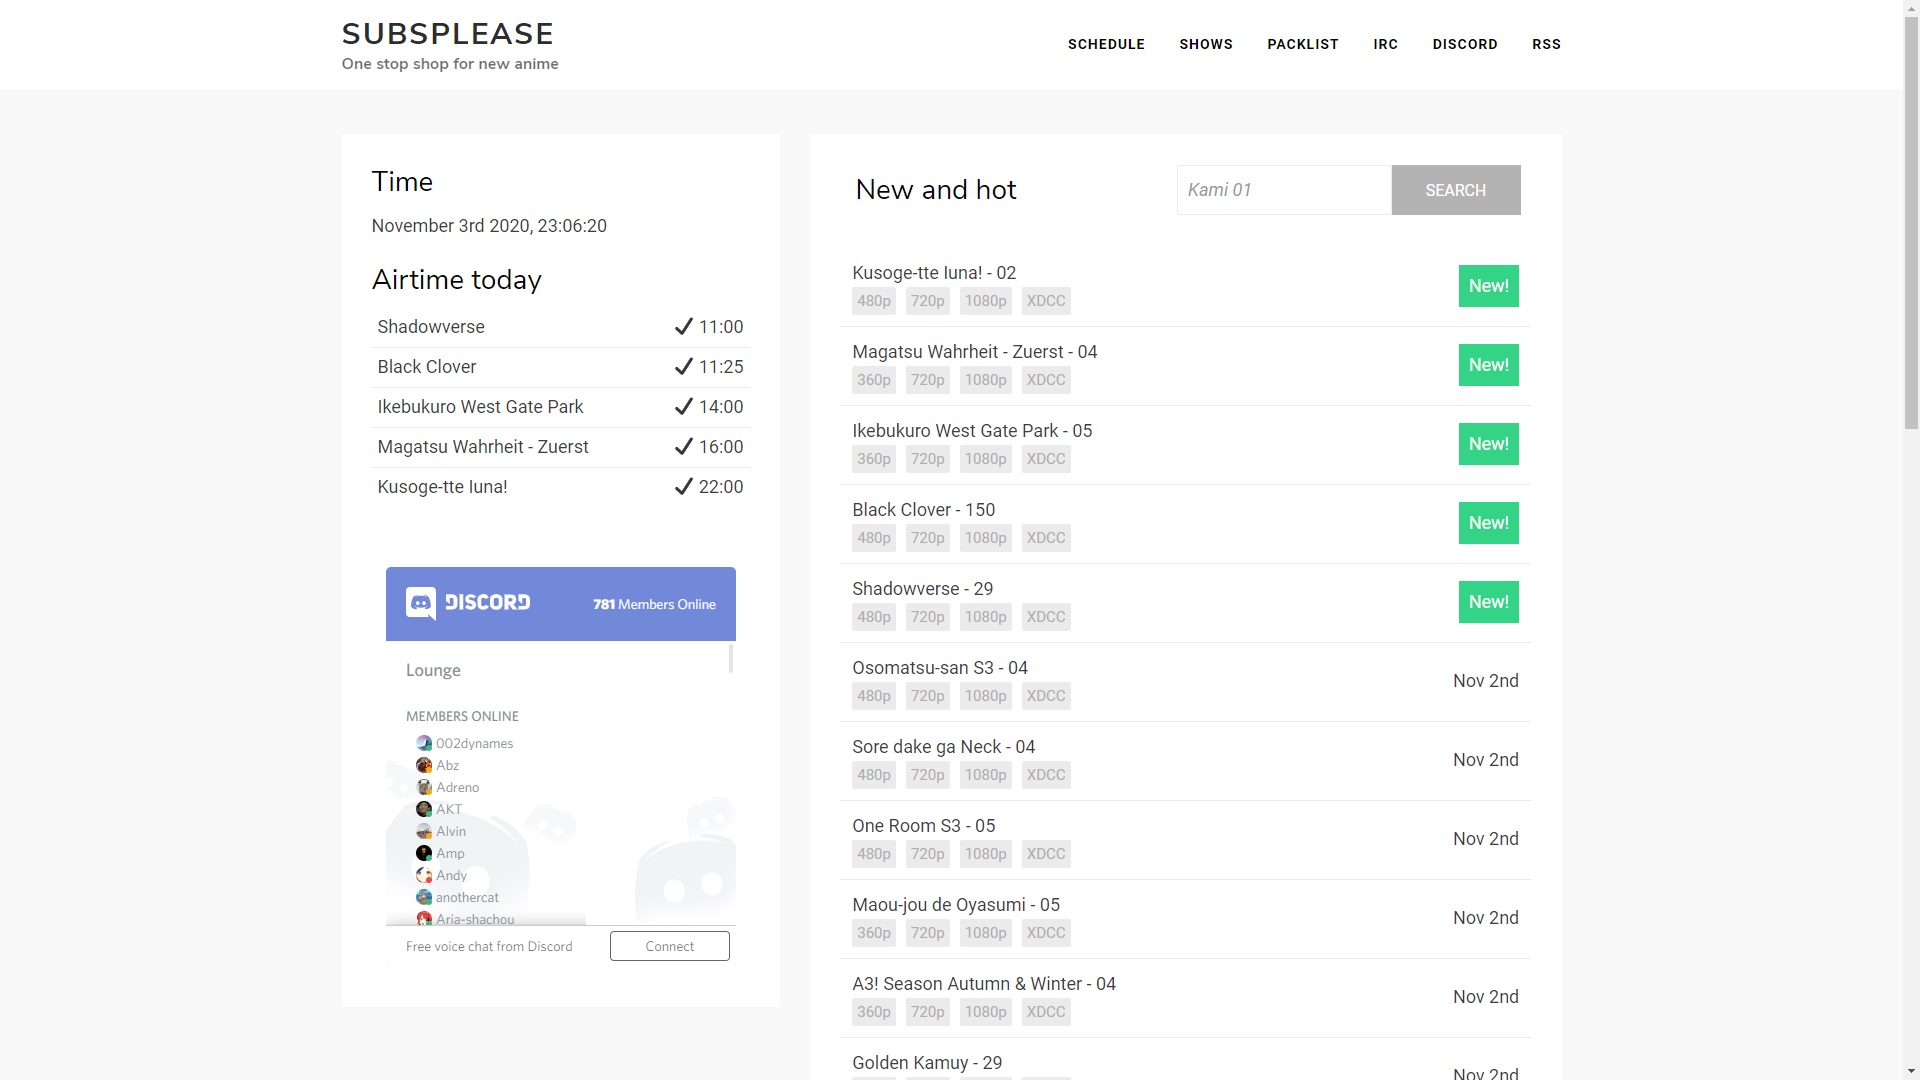 SUBSPLEASE
One stop shop for new anime
SCHEDULE SHOWS PACKLIST IRC DISCORD RSS
Time
November 3rd 2020, 23:06:20
Airtime today
Shadowverse 11:00
Black Clover 11:25
Ikebukuro West Gate Park 14:00
Magatsu Wahrheit - Zuerst 16:00
Kusoge-tte Iuna! 22:00
DISCORD 781 Members Online
Lounge
MEMBERS ONLINE
002dynames
Abz
Adreno
AKT
Alvin
Amp
Andy
anothercat
Aria-shachou
Free voice chat from Discord Connect
New and hot Kami 01 SEARCH
Kusoge-tte Iuna! - 02 New!
480p 720p 1080p XDCC
Magatsu Wahrheit - Zuerst - 04 New!
360p 720p 1080p XDCC
Ikebukuro West Gate Park - 05 New!
360p 720p 1080p XDCC
Black Clover - 150 New!
480p 720p 1080p XDCC
Shadowverse - 29 New!
480p 720p 1080p XDCC
Osomatsu-san S3 - 04 Nov 2nd
480p 720p 1080p XDCC
Sore dake ga Neck - 04 Nov 2nd
480p 720p 1080p XDCC
One Room S3 - 05 Nov 2nd
480p 720p 1080p XDCC
Maou-jou de Oyasumi - 05 Nov 2nd
360p 720p 1080p XDCC
A3! Season Autumn & Winter - 04 Nov 2nd
360p 720p 1080p XDCC
Golden Kamuy - 29 Nov 2nd